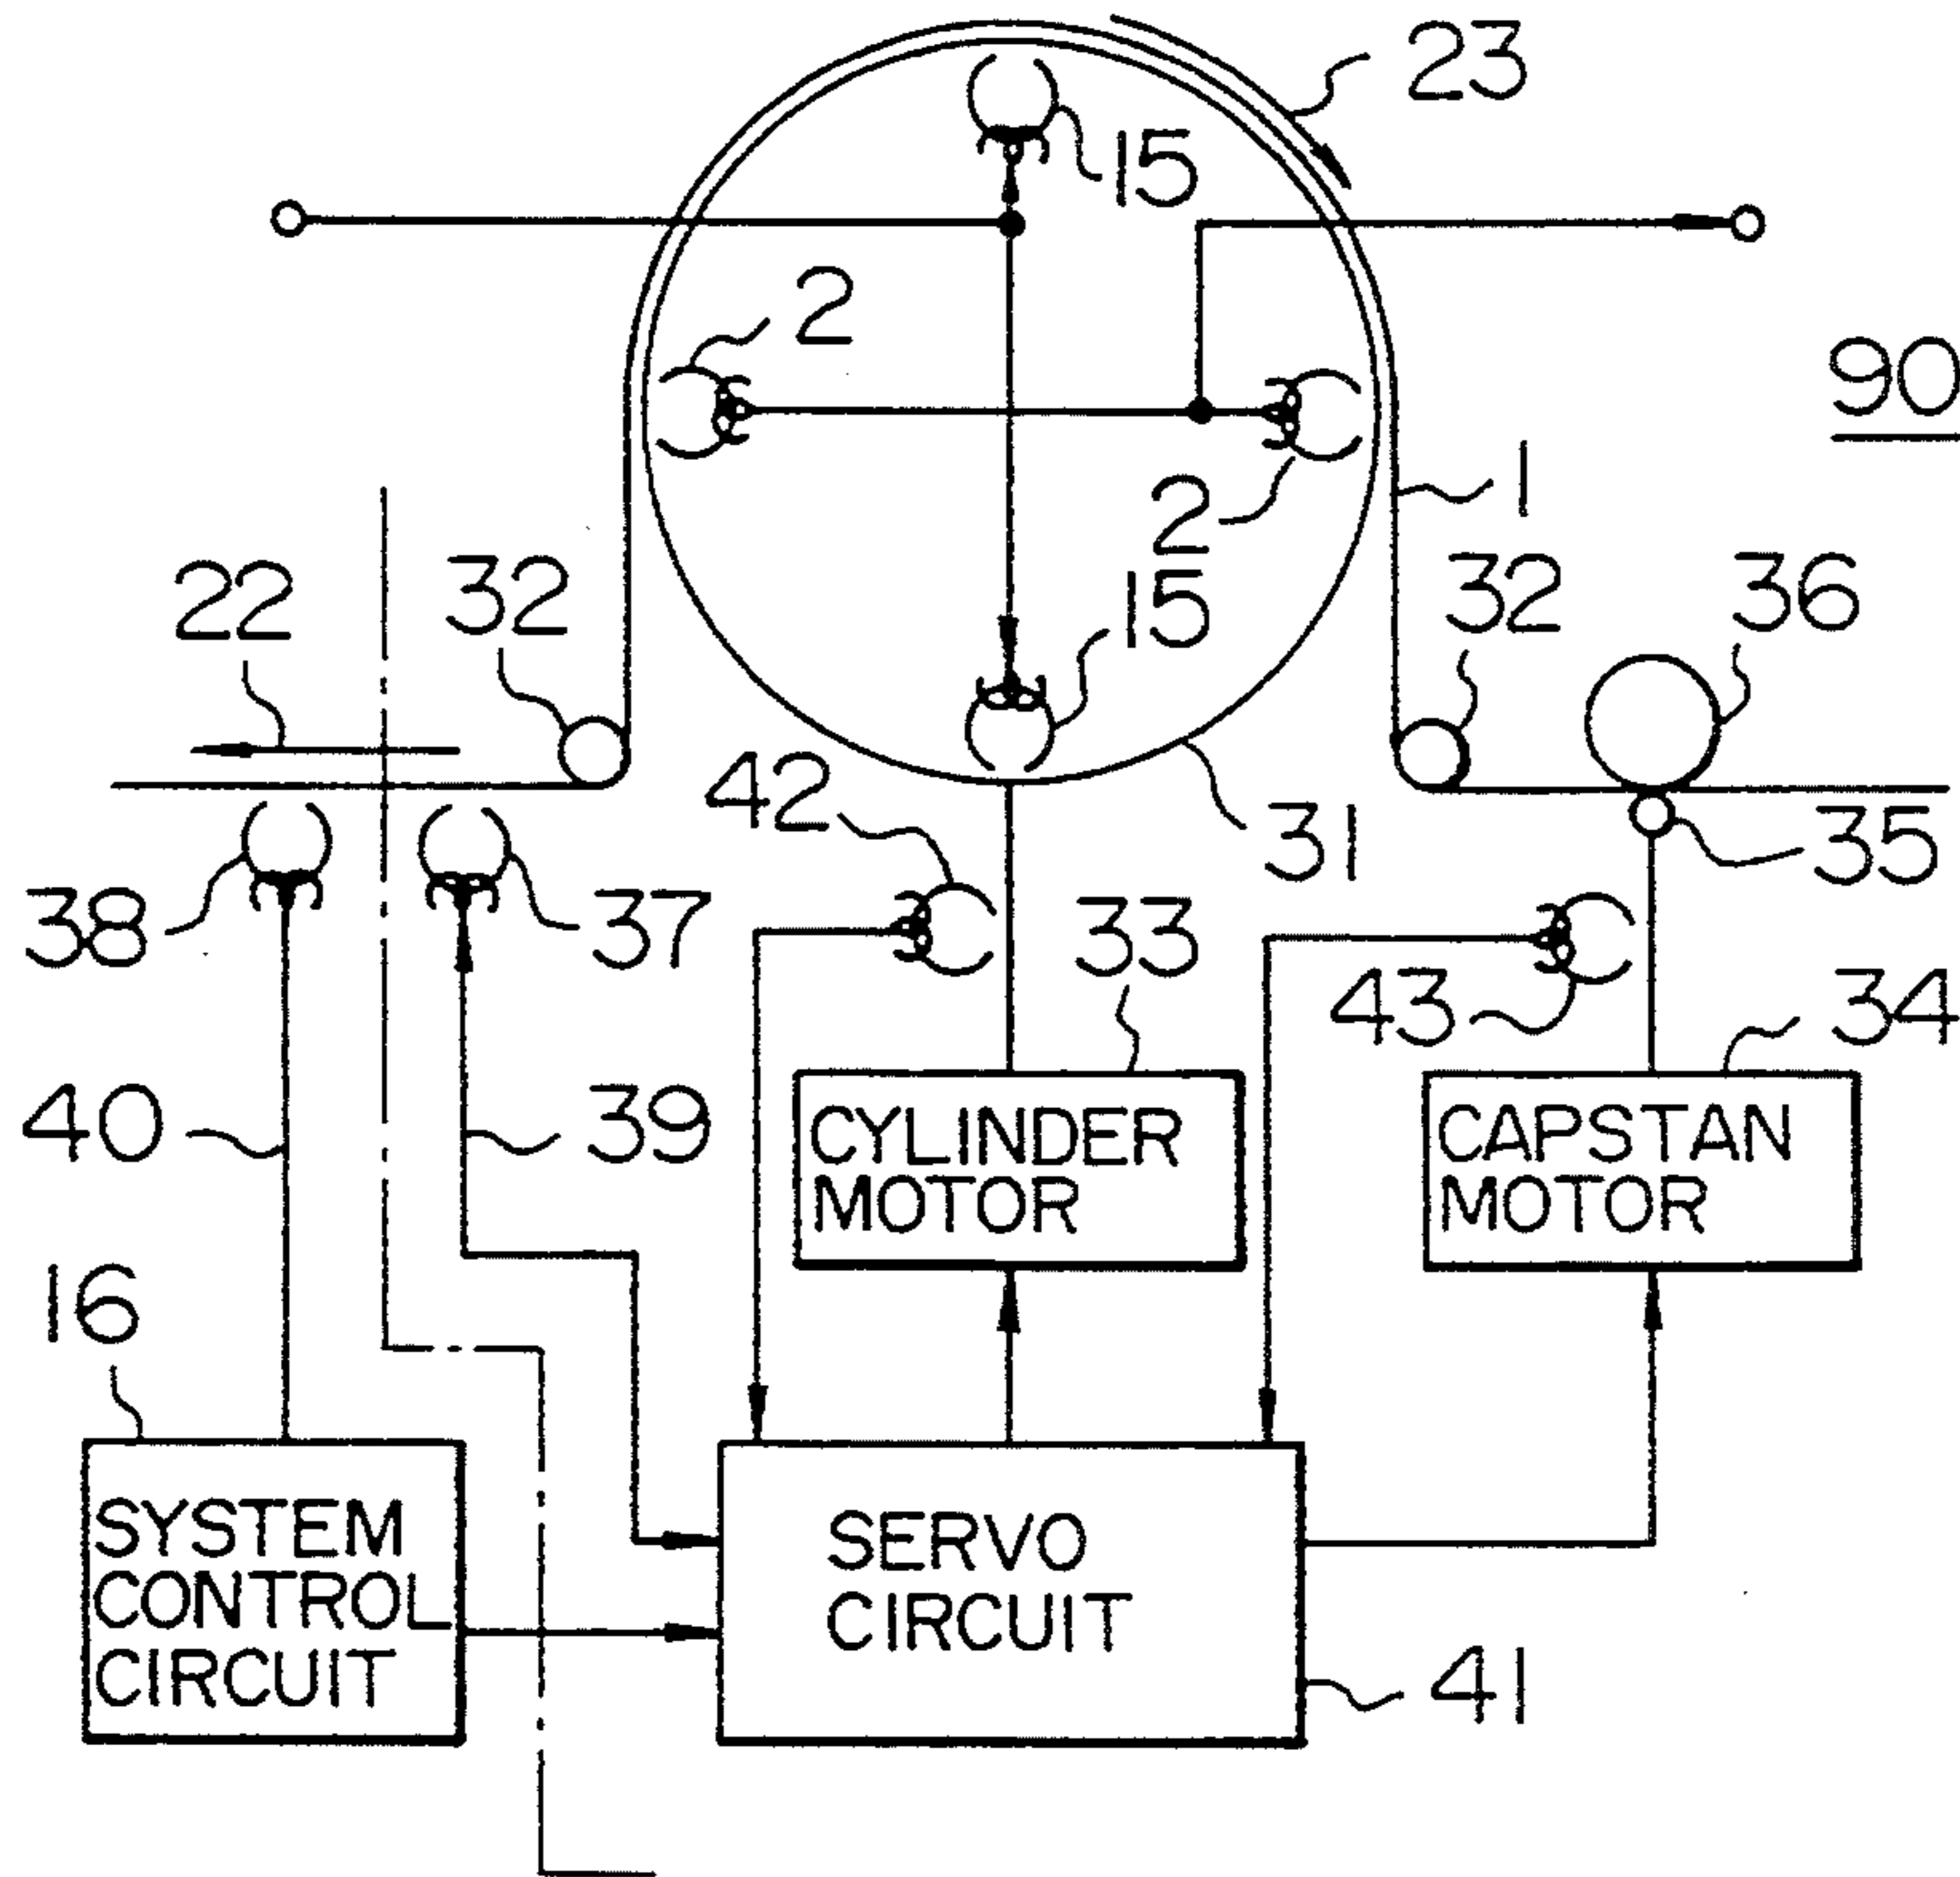 23
15
2
90
1
2
15
22
32
32
36
42
31
35
38
37
33
43
34
40
39
CYLINDER
MOTOR
CAPSTAN
MOTOR
16
SYSTEM
CONTROL
CIRCUIT
SERVO
CIRCUIT
41